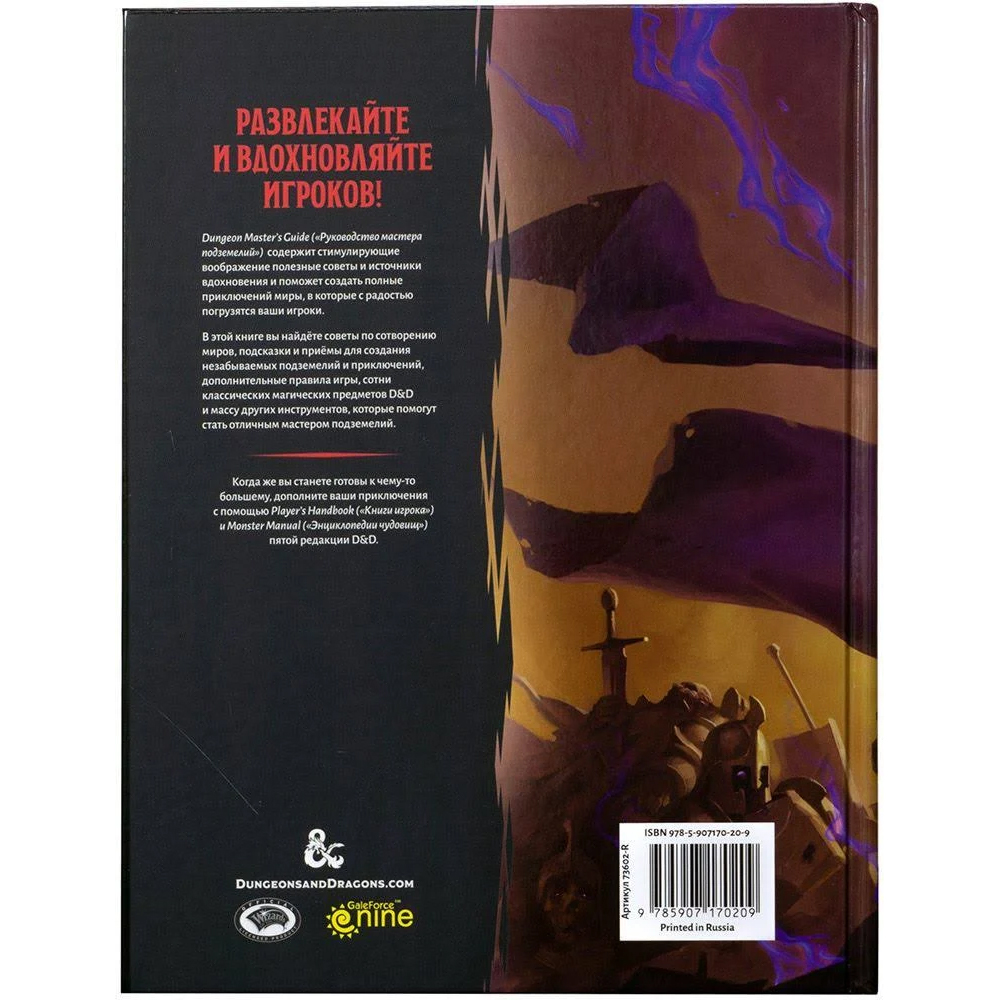 РАЗВЛЕКАЙТЕ
И ВДОХНОВЛЯЙТЕ
ИГРОКОВ!
Dungeon Master's Guide («Руководство мастера
подземелий») содержит стимулирующие
воображение полезные советы и источники
вдохновения и поможет создать полные
приключений миры, в которые с радостью
погрузятся ваши игроки.
В этой книге вы найдёте советы по сотворению
миров, подсказки и приёмы для создания
незабываемых подземелий и приключений,
дополнительные правила игры, сотни
классических магических предметов D&D
и массу других инструментов, которые помогут
стать отличным мастером подземелий.
Когда же вы станете готовы к чему-то
большему, дополните ваши приключения
с помощью Player's Handbook («Книги игрока»)
и Monster Manual («Энциклопедии чудовищ»)
пятой редакции D&D.
&
DUNGEONSANDDRAGONS.COM
OFFICIAL
Wizards
LICENSED PRODUCT
GaleForce™
nine
ISBN 978-5-907170-20-9
Артикул 73602-R
9 785907 170209
Printed in Russia